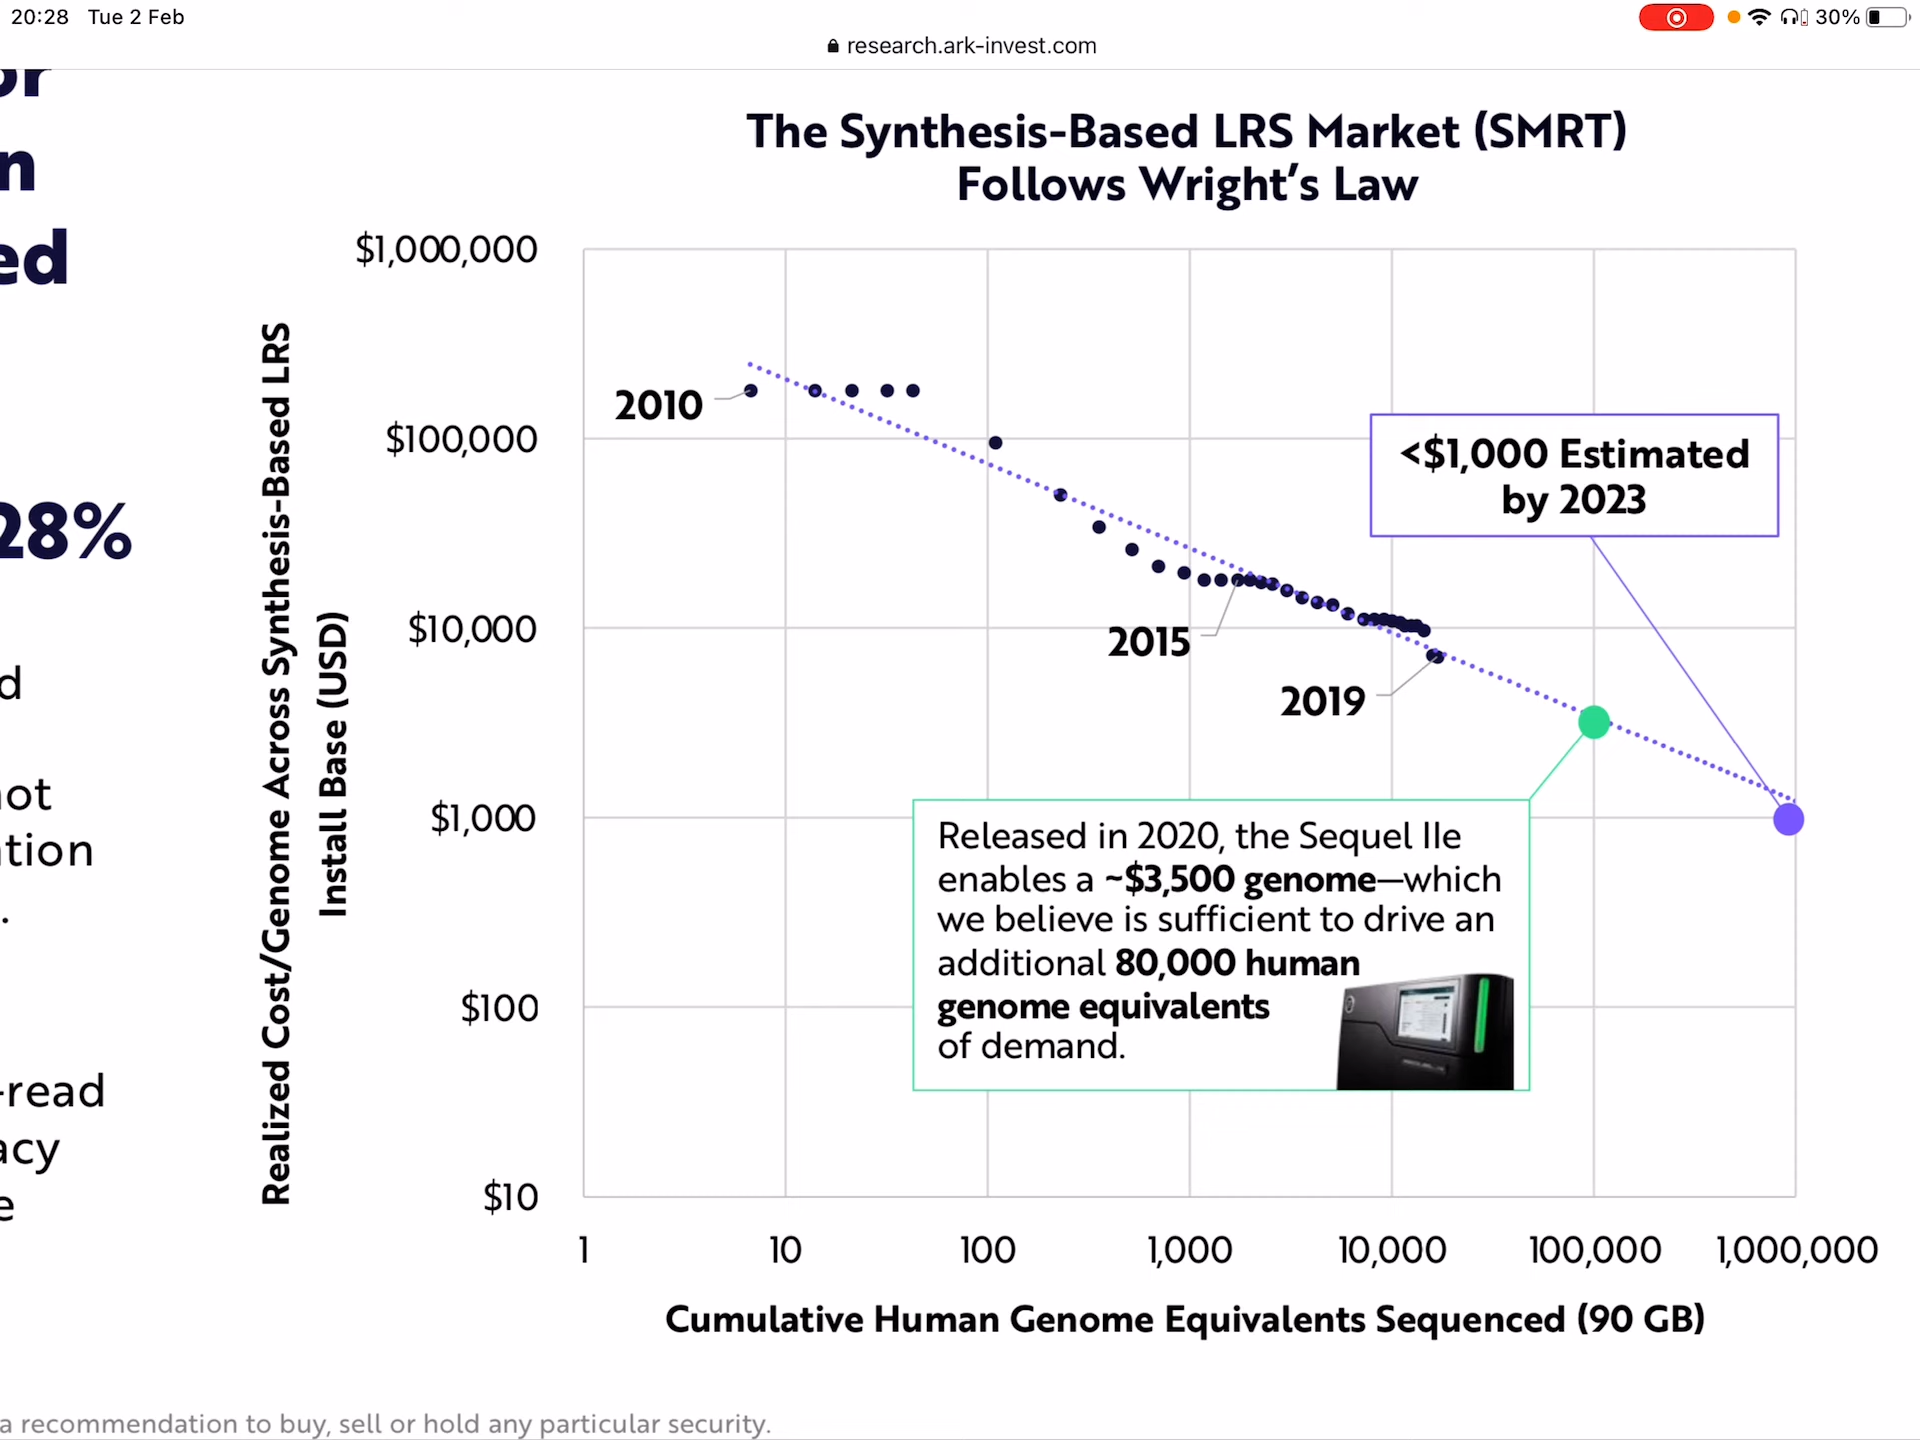 20:28 Tue 2 Feb
30%
research.ark-invest.com
or
n
ed
28%
d
not
ation
.
-read
acy
e
The Synthesis-Based LRS Market (SMRT)
Follows Wright's Law
Realized Cost/Genome Across Synthesis-Based LRS
Install Base (USD)
$1,000,000
$100,000
$10,000
$1,000
$100
$10
2010
2015
2019
<$1,000 Estimated
by 2023
Released in 2020, the Sequel IIe
enables a ~$3,500 genome—which
we believe is sufficient to drive an
additional 80,000 human
genome equivalents
of demand.
1 10 100 1,000 10,000 100,000 1,000,000
Cumulative Human Genome Equivalents Sequenced (90 GB)
a recommendation to buy, sell or hold any particular security.